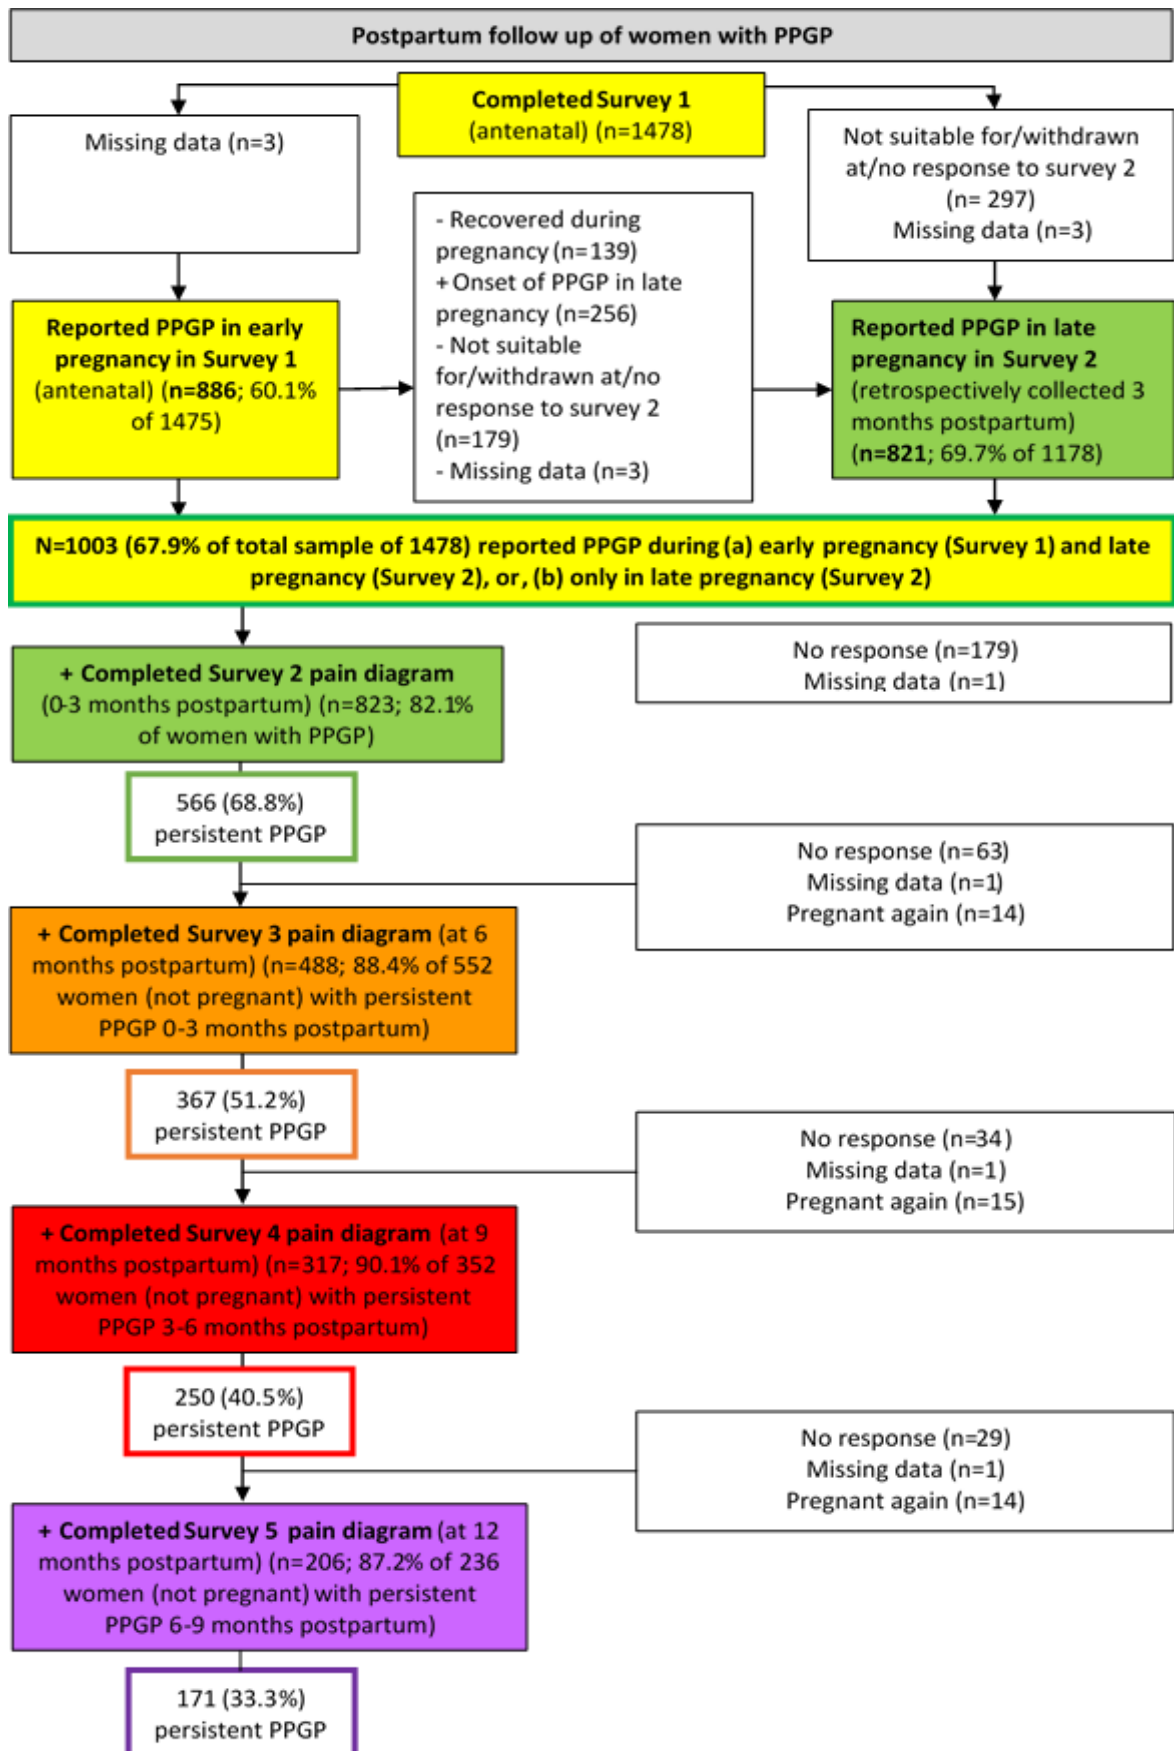 Postpartum follow up of women with PPGP
Completed Survey 1
(antenatal) (n=1478)
Missing data (n=3)
Not suitable for/withdrawn
at/no response to survey 2
(n= 297)
Missing data (n=3)
- Recovered during
pregnancy (n=139)
+ Onset of PPGP in late
pregnancy (n=256)
- Not suitable
for/withdrawn at/no
response to survey 2
(n=179)
- Missing data (n=3)
Reported PPGP in early
pregnancy in Survey 1
(antenatal) (n=886; 60.1%
of 1475)
Reported PPGP in late
pregnancy in Survey 2
(retrospectively collected 3
months postpartum)
(n=821; 69.7% of 1178)
N=1003 (67.9% of total sample of 1478) reported PPGP during (a) early pregnancy (Survey 1) and late
pregnancy (Survey 2), or, (b) only in late pregnancy (Survey 2)
+ Completed Survey 2 pain diagram
(0-3 months postpartum) (n=823; 82.1%
of women with PPGP)
No response (n=179)
Missing data (n=1)
566 (68.8%)
persistent PPGP
No response (n=63)
Missing data (n=1)
Pregnant again (n=14)
+ Completed Survey 3 pain diagram (at 6
months postpartum) (n=488; 88.4% of 552
women (not pregnant) with persistent
PPGP 0-3 months postpartum)
367 (51.2%)
persistent PPGP
No response (n=34)
Missing data (n=1)
Pregnant again (n=15)
+ Completed Survey 4 pain diagram (at 9
months postpartum) (n=317; 90.1% of 352
women (not pregnant) with persistent
PPGP 3-6 months postpartum)
250 (40.5%)
persistent PPGP
No response (n=29)
Missing data (n=1)
Pregnant again (n=14)
+ Completed Survey 5 pain diagram (at 12
months postpartum) (n=206; 87.2% of 236
women (not pregnant) with persistent
PPGP 6-9 months postpartum)
171 (33.3%)
persistent PPGP